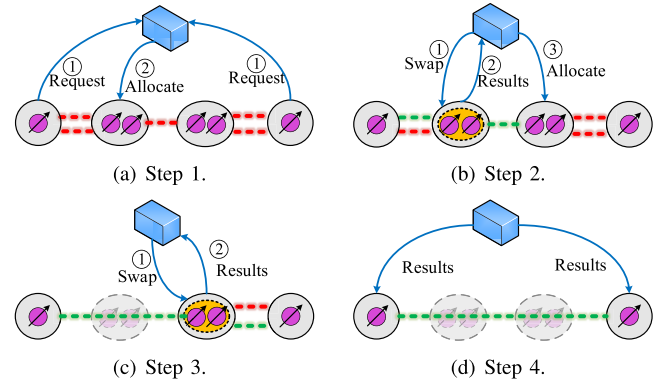 ① Request
② Allocate
① Request
(a) Step 1.
① Swap
② Results
③ Allocate
(b) Step 2.
① Swap
② Results
(c) Step 3.
Results
Results
(d) Step 4.